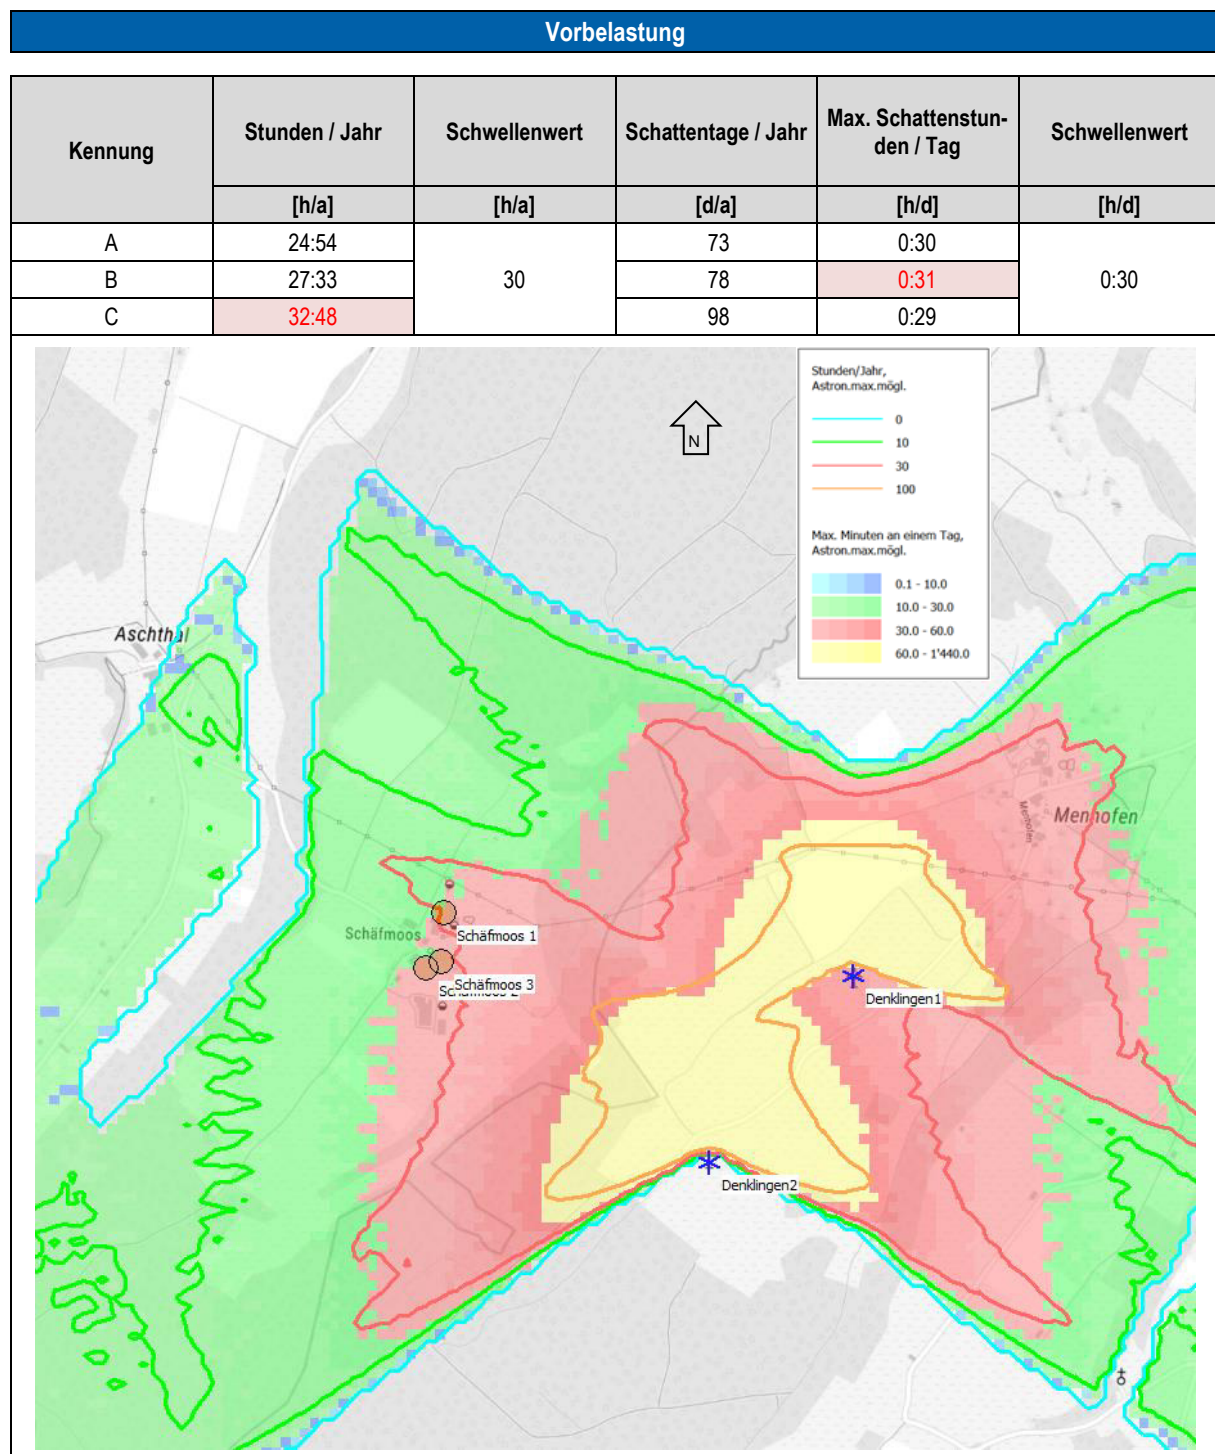 Vorbelastung
Kennung
Stunden / Jahr
Schwellenwert
Schattentage / Jahr
Max. Schattenstun-
den / Tag
Schwellenwert
[h/a]
[h/a]
[d/a]
[h/d]
[h/d]
A
24:54
73
0:30
B
27:33
30
78
0:31
0:30
C
32:48
98
0:29
Stunden/Jahr,
Astron.max.mögl.
0
10
30
100
Max. Minuten an einem Tag,
Astron.max.mögl.
0.1 - 10.0
10.0 - 30.0
30.0 - 60.0
60.0 - 1'440.0
N
Aschthal
Menhofen
Menhofen
Schäfmoos
Schäfmoos 1
Schäfmoos 2
Schäfmoos 3
Denklingen1
Denklingen2